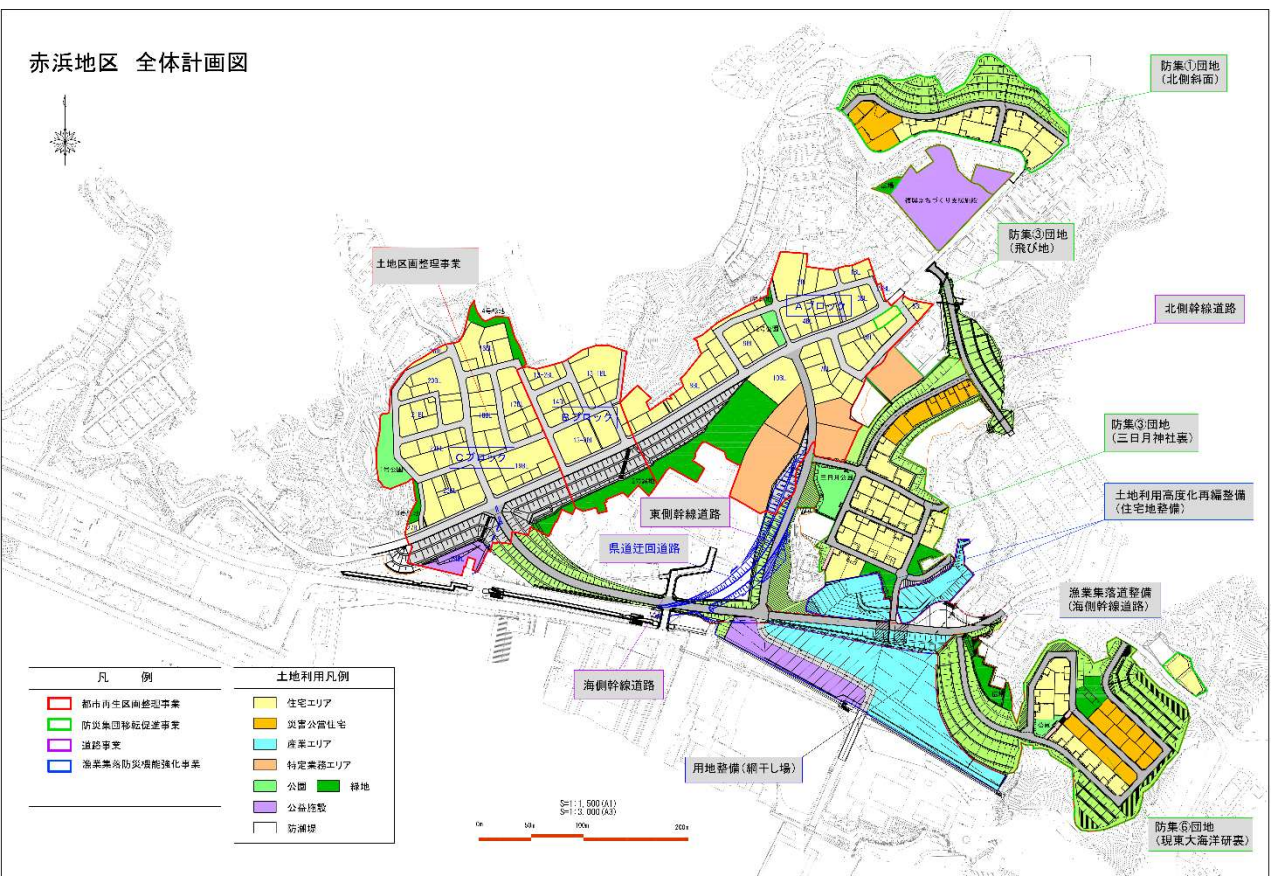 赤浜地区 全体計画図
防集①団地
(北側斜面)
防集③団地
(飛び地)
土地区画整理事業
北側幹線道路
Aブロック
Bブロック
Cブロック
防集③団地
(三日月神社裏)
三日月公園
土地利用高度化再編整備
(住宅地整備)
東側幹線道路
県道迂回道路
漁業集落道整備
(海側幹線道路)
海側幹線道路
用地整備(網干し場)
防集⑥団地
(現東大海洋研裏)
凡 例
都市再生区画整理事業
防災集団移転促進事業
道路事業
漁業集落防災機能強化事業
土地利用凡例
住宅エリア
災害公営住宅
産業エリア
特定業務エリア
公園 緑地
公益施設
防潮堤
S=1:1,500(A1)
S=1:3,000(A3)
0m 50m 100m 200m